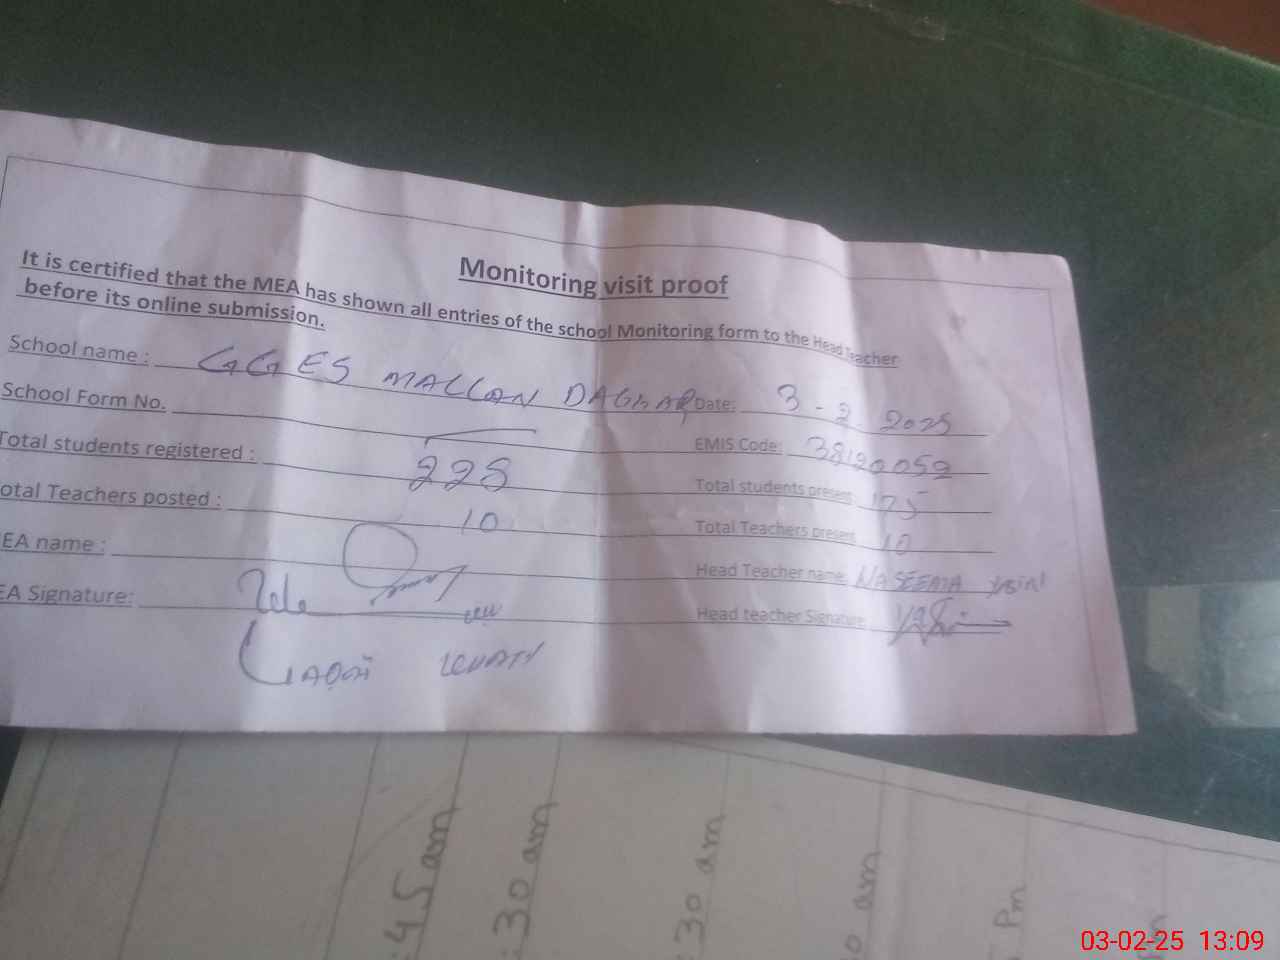 Monitoring visit proof
It is certified that the MEA has shown all entries of the school Monitoring form to the Head Teacher
before its online submission.
School name : GGES MALLAN DAGGAR Date: 3-2 2025
School Form No. EMIS Code: 38120052
Total students registered : 228 Total students present 175
otal Teachers posted : 10 Total Teachers present 10
EA name : Head Teacher name: NASEEMA
EA Signature: Head teacher Signature
45 am
:30 am
:30 am
0 am
Pm
03-02-25 13:09